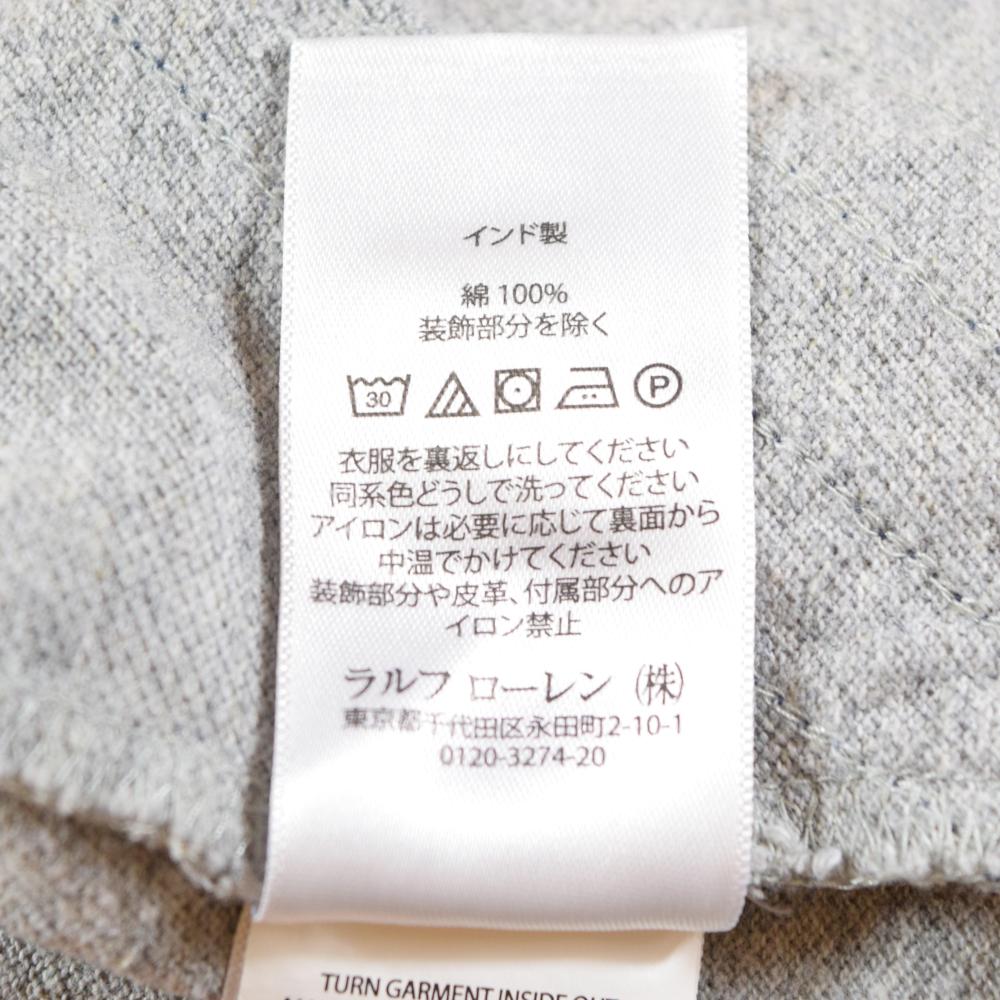 インド製
綿 100%
装飾部分を除く
30
P
衣服を裏返しにしてください
同系色どうしで洗ってください
アイロンは必要に応じて裏面から
中温でかけてください
装飾部分や皮革、付属部分へのア
イロン禁止
ラルフ ローレン (株)
東京都千代田区永田町2-10-1
0120-3274-20
TURN GARMENT INSIDE OUT